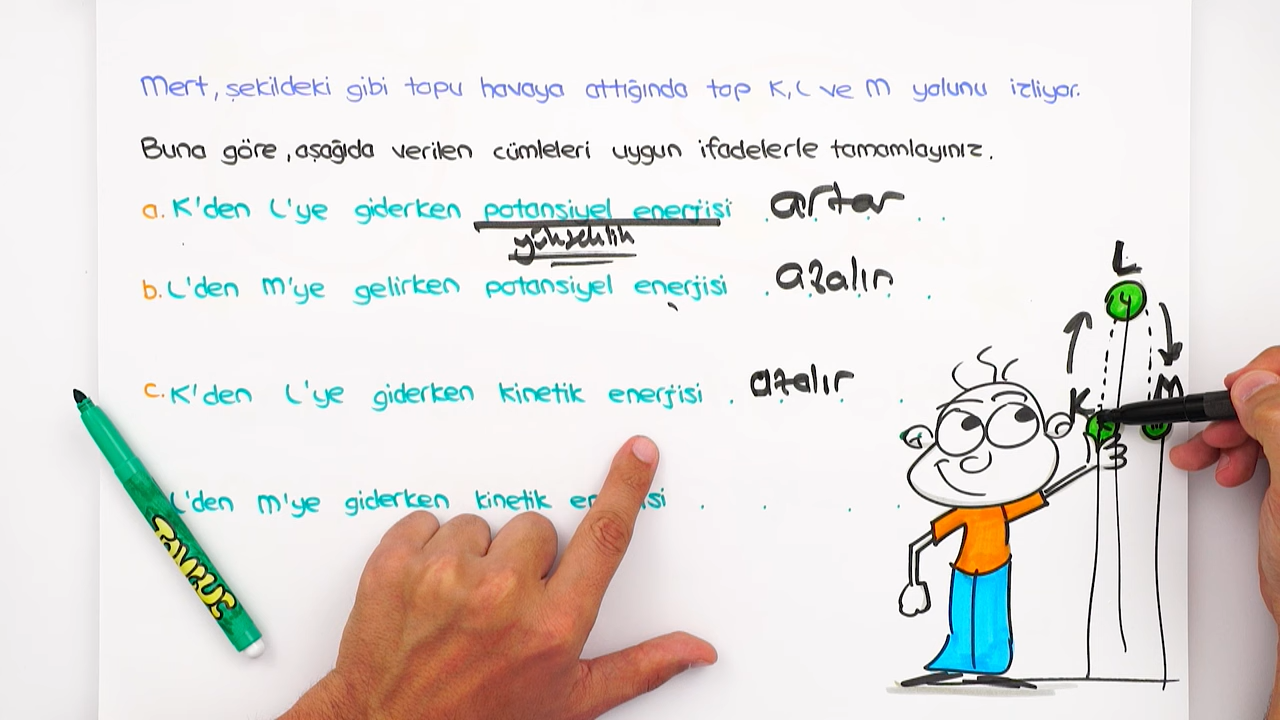 Mert, şekildeki gibi topu havaya attığında top K, L ve M yolunu izliyor.
Buna göre, aşağıda verilen cümleleri uygun ifadelerle tamamlayınız.
a. K'den L'ye giderken potansiyel enerjisi artar
yükseklik
b. L'den M'ye gelirken potansiyel enerjisi azalır
c. K'den L'ye giderken kinetik enerjisi azalır
L'den M'ye giderken kinetik
L
K
M
TAVUKUÇ